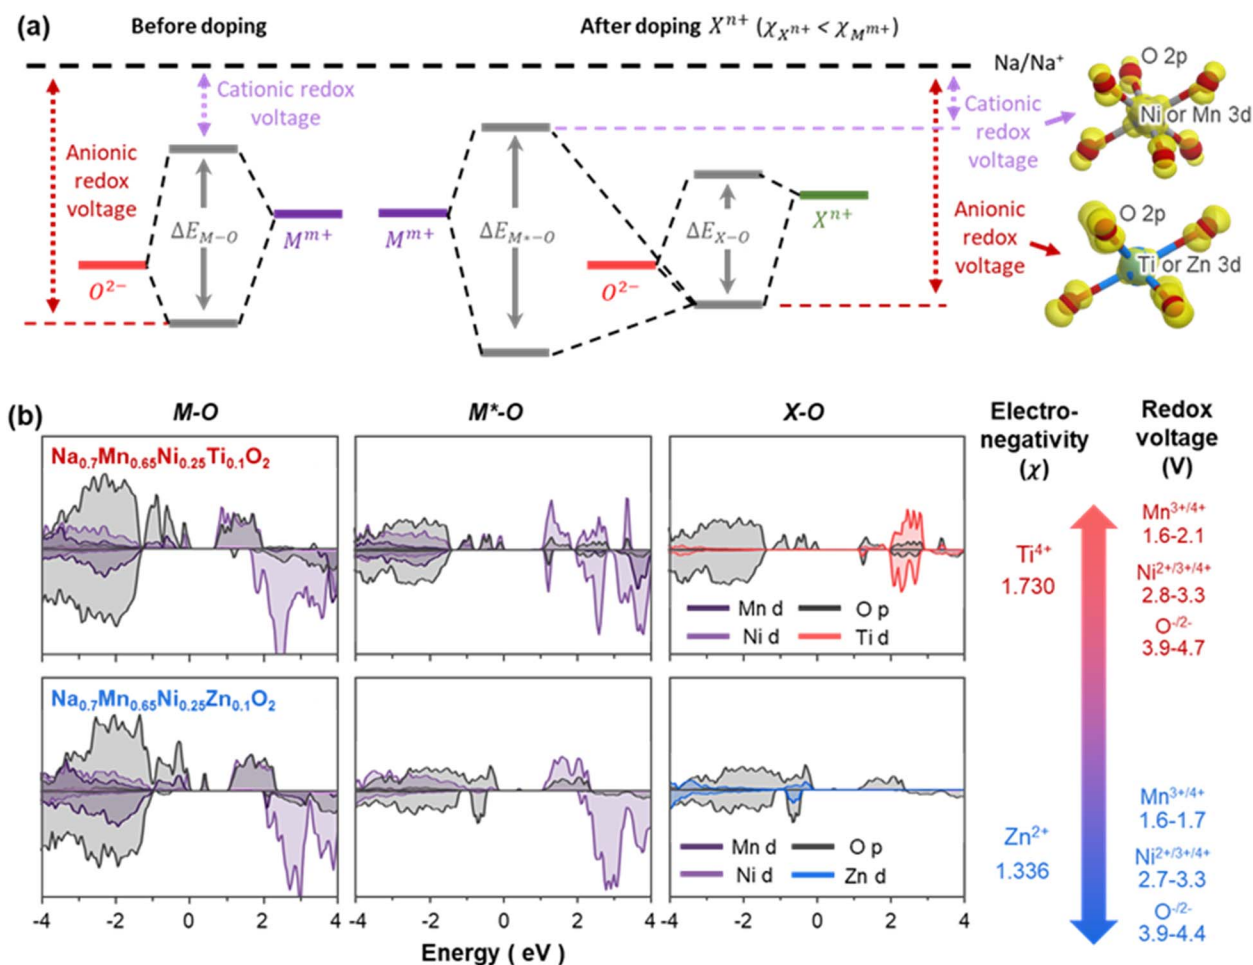 (a)
Before doping
After doping Xⁿ⁺ (χ_Xⁿ⁺ < χ_Mᵐ⁺)
Na/Na⁺
Cationic redox
voltage
Anionic
redox
voltage
ΔE_M−O
Mᵐ⁺
O²⁻
Mᵐ⁺
ΔE_M*−O
O²⁻
ΔE_X−O
Xⁿ⁺
Cationic
redox
voltage
Anionic
redox
voltage
O 2p
Ni or Mn 3d
O 2p
Ti or Zn 3d
(b)
M-O
M*-O
X-O
Electro-
negativity
(χ)
Redox
voltage
(V)
Na₀.₇Mn₀.₆₅Ni₀.₂₅Ti₀.₁O₂
Mn d
O p
Ni d
Ti d
Ti⁴⁺
1.730
Mn³⁺/⁴⁺
1.6-2.1
Ni²⁺/³⁺/⁴⁺
2.8-3.3
O⁻/²⁻
3.9-4.7
Na₀.₇Mn₀.₆₅Ni₀.₂₅Zn₀.₁O₂
Mn d
O p
Ni d
Zn d
Zn²⁺
1.336
Mn³⁺/⁴⁺
1.6-1.7
Ni²⁺/³⁺/⁴⁺
2.7-3.3
O⁻/²⁻
3.9-4.4
-4 -2 0 2 4 -4 -2 0 2 4 -4 -2 0 2 4
Energy ( eV )